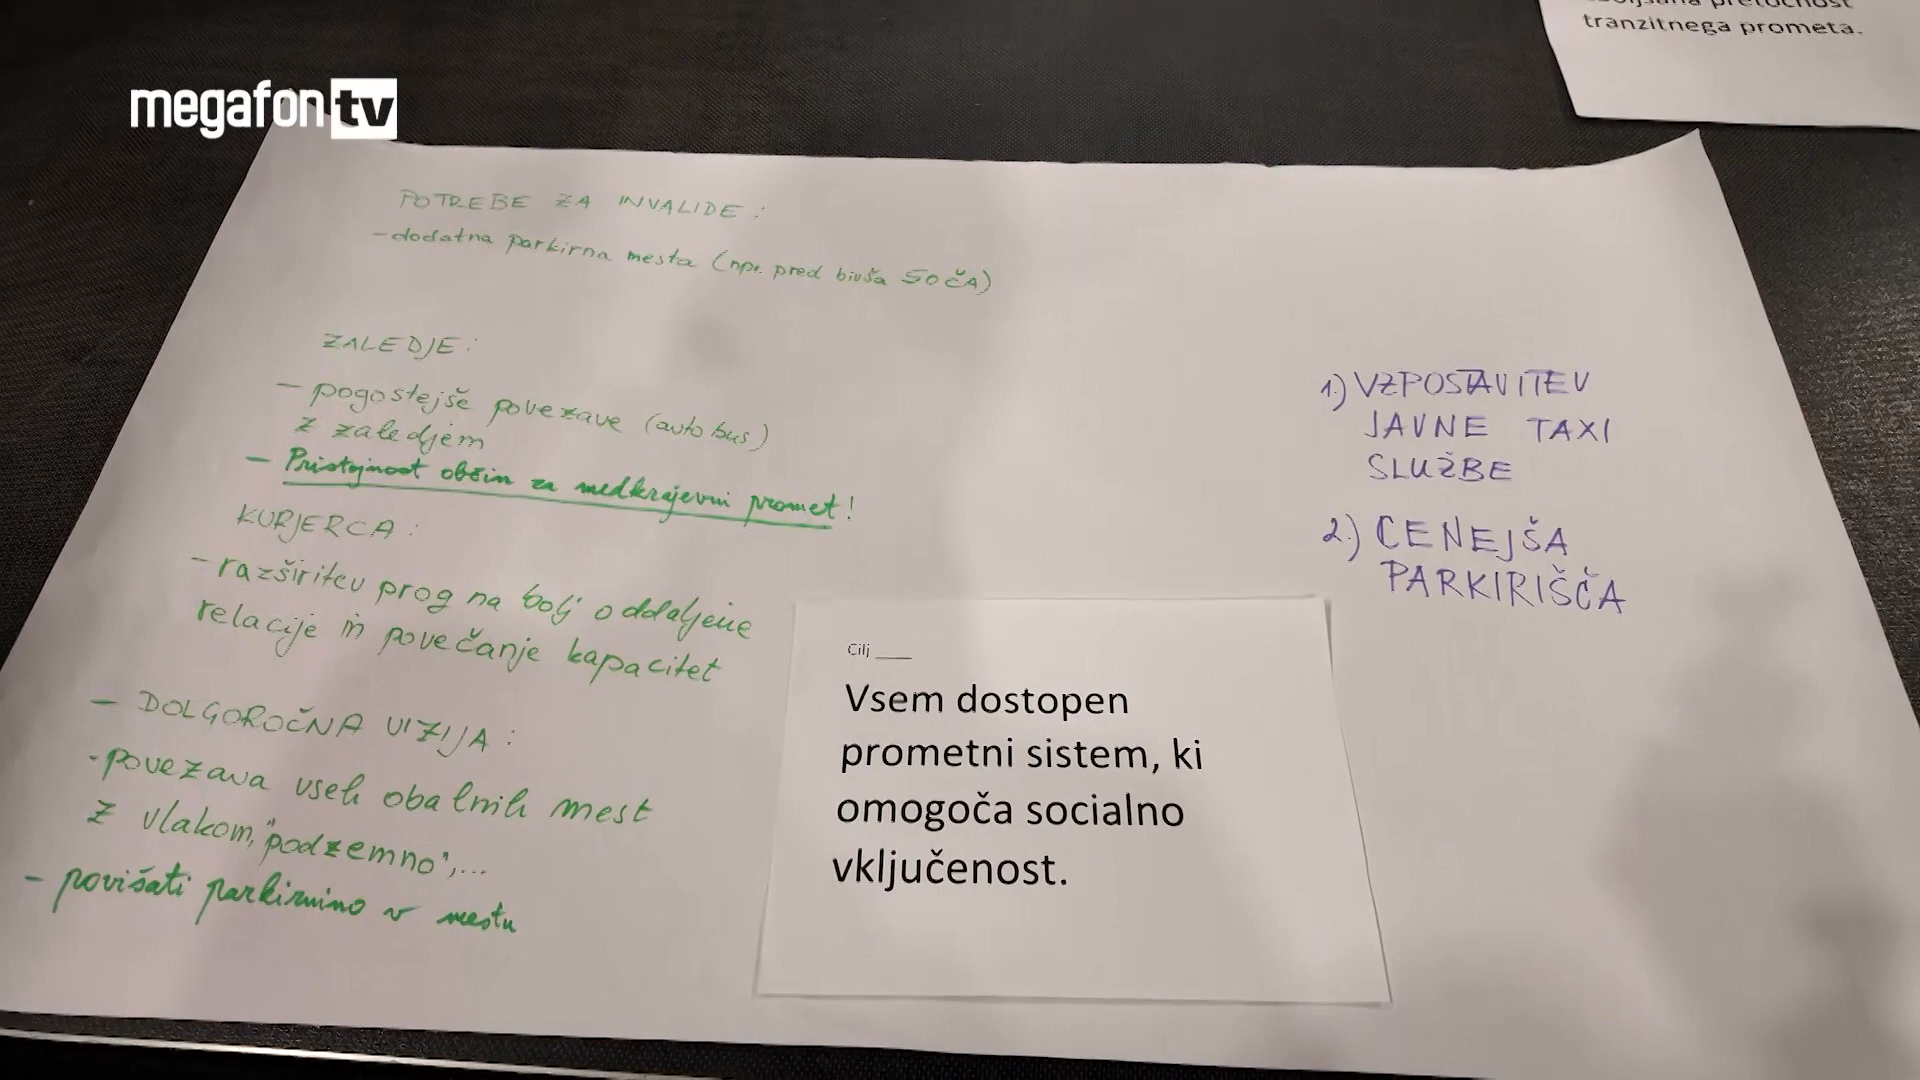 megafon tv
tranzitnega prometa.
POTREBE ZA INVALIDE:
- dodatna parkirna mesta (npr. pred bivša SOČA)
ZALEDJE:
- pogostejše povezave (avtobus)
z zaledjem
- Pristojnost občin za medkrajevni promet!
KURJERCA:
- razširitev prog na bolj oddaljene
relacije in povečanje kapacitet
- DOLGOROČNA VIZIJA:
- povezava vseh obalnih mest
z vlakom, "podzemno",...
- povišati parkirnino v mestu
1.) VZPOSTAVITEV
JAVNE TAXI
SLUŽBE
2.) CENEJŠA
PARKIRIŠČA
Cilj ___
Vsem dostopen
prometni sistem, ki
omogoča socialno
vključenost.